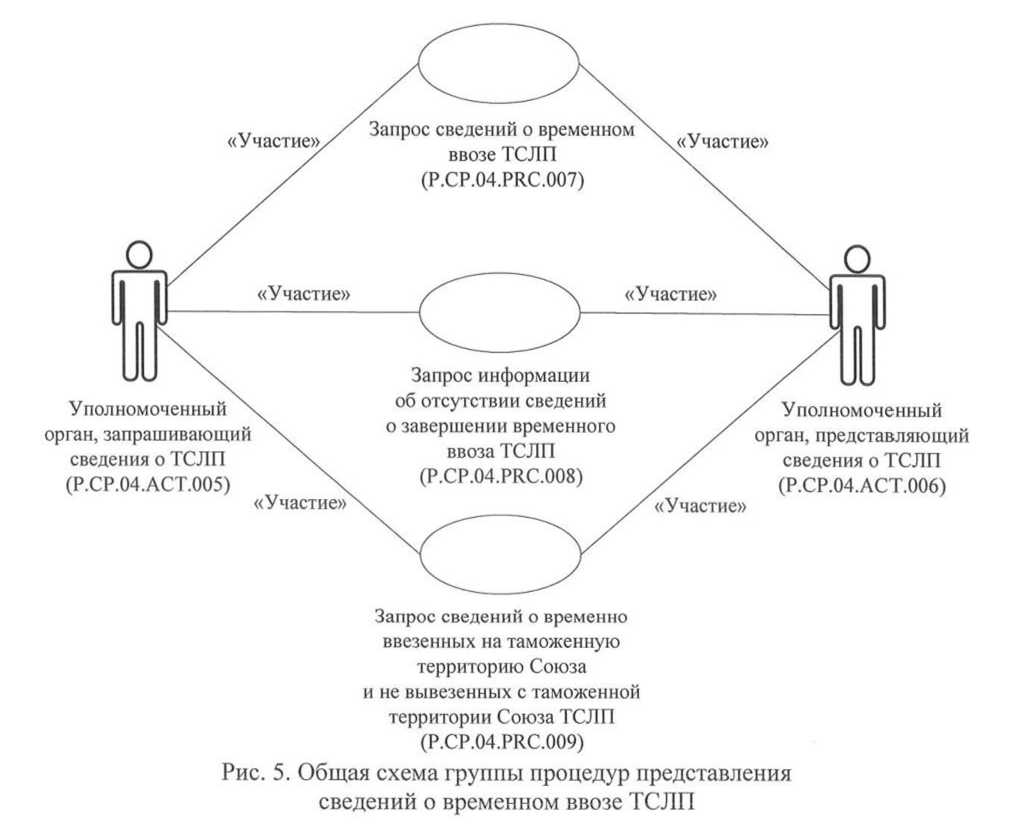 «Участие»
Запрос сведений о временном
ввозе ТСЛП
(P.CP.04.PRC.007)
«Участие»
«Участие»
«Участие»
Уполномоченный
орган, запрашивающий
сведения о ТСЛП
(P.CP.04.ACT.005)
Запрос информации
об отсутствии сведений
о завершении временного
ввоза ТСЛП
(P.CP.04.PRC.008)
Уполномоченный
орган, представляющий
сведения о ТСЛП
(P.CP.04.ACT.006)
«Участие»
«Участие»
Запрос сведений о временно
ввезенных на таможенную
территорию Союза
и не вывезенных с таможенной
территории Союза ТСЛП
(P.CP.04.PRC.009)
Рис. 5. Общая схема группы процедур представления
сведений о временном ввозе ТСЛП